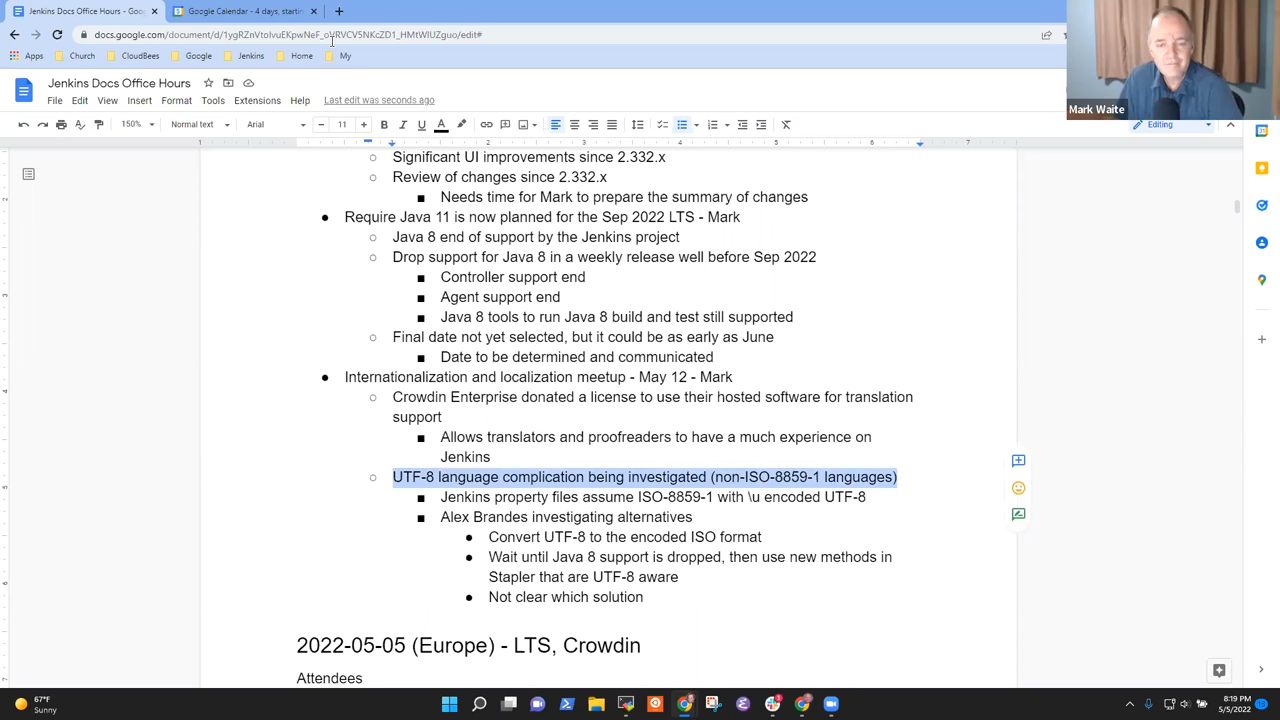 Jenkins Docs Office Hours - Goo
Google Calendar - 4 days, startin
docs.google.com/document/d/1ygRZnVtoIvuEKpwNeF_oVRVCV5NKcZD1_HMtWIUZguo/edit#
Apps
Church
CloudBees
Google
Jenkins
Home
My
Mark Waite
Jenkins Docs Office Hours
File Edit View Insert Format Tools Extensions Help Last edit was seconds ago
150% Normal text Arial 11 Editing
Significant UI improvements since 2.332.x
Review of changes since 2.332.x
Needs time for Mark to prepare the summary of changes
Require Java 11 is now planned for the Sep 2022 LTS - Mark
Java 8 end of support by the Jenkins project
Drop support for Java 8 in a weekly release well before Sep 2022
Controller support end
Agent support end
Java 8 tools to run Java 8 build and test still supported
Final date not yet selected, but it could be as early as June
Date to be determined and communicated
Internationalization and localization meetup - May 12 - Mark
Crowdin Enterprise donated a license to use their hosted software for translation
support
Allows translators and proofreaders to have a much experience on
Jenkins
UTF-8 language complication being investigated (non-ISO-8859-1 languages)
Jenkins property files assume ISO-8859-1 with \u encoded UTF-8
Alex Brandes investigating alternatives
Convert UTF-8 to the encoded ISO format
Wait until Java 8 support is dropped, then use new methods in
Stapler that are UTF-8 aware
Not clear which solution
2022-05-05 (Europe) - LTS, Crowdin
Attendees
67°F
Sunny
8:19 PM
5/5/2022